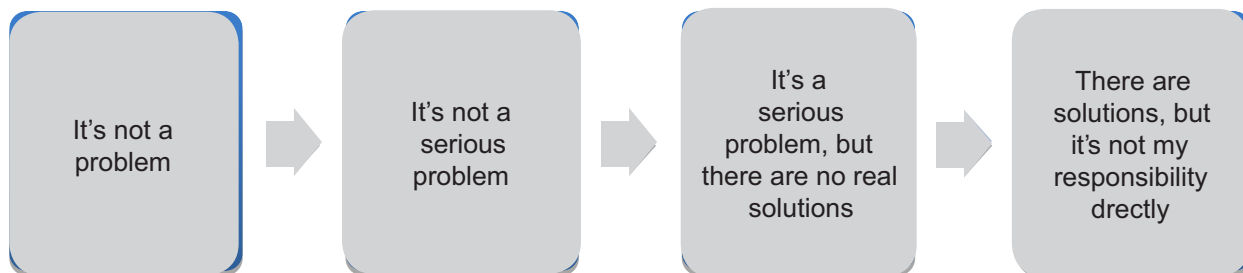 It’s not a
problem
It’s not a
serious
problem
It’s a
serious
problem, but
there are no real
solutions
There are
solutions, but
it’s not my
responsibility
drectly